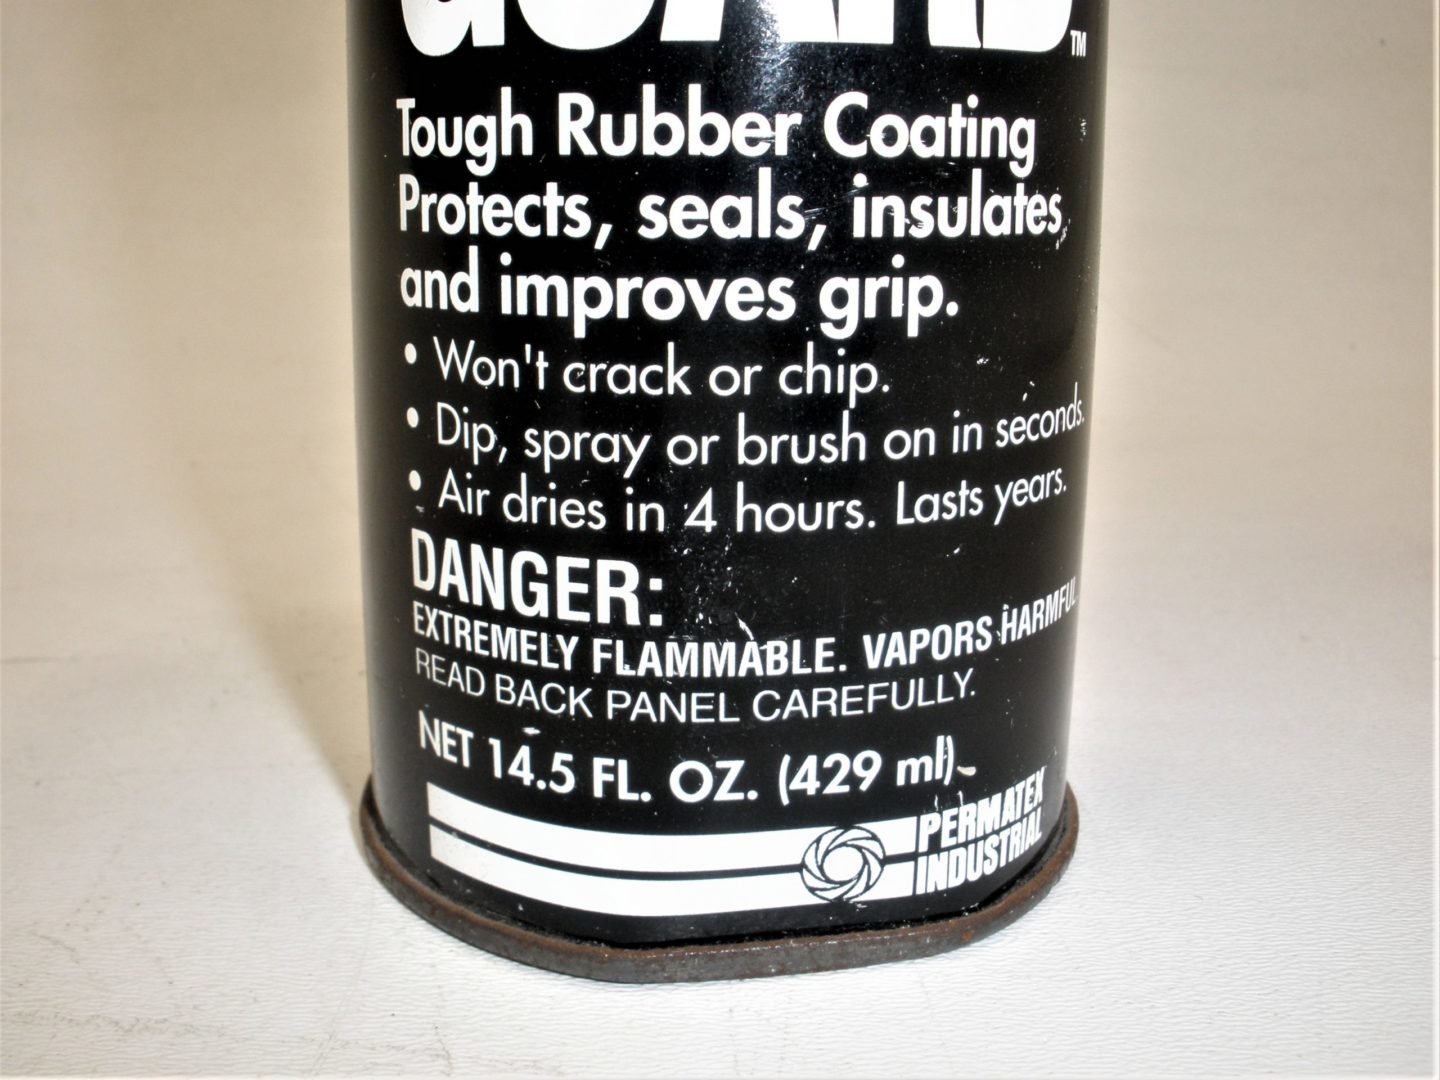 GUARD™
Tough Rubber Coating
Protects, seals, insulates
and improves grip.
• Won't crack or chip.
• Dip, spray or brush on in seconds.
• Air dries in 4 hours. Lasts years.
DANGER:
EXTREMELY FLAMMABLE. VAPORS HARMFUL.
READ BACK PANEL CAREFULLY.
NET 14.5 FL. OZ. (429 ml)
PERMATEX
INDUSTRIAL